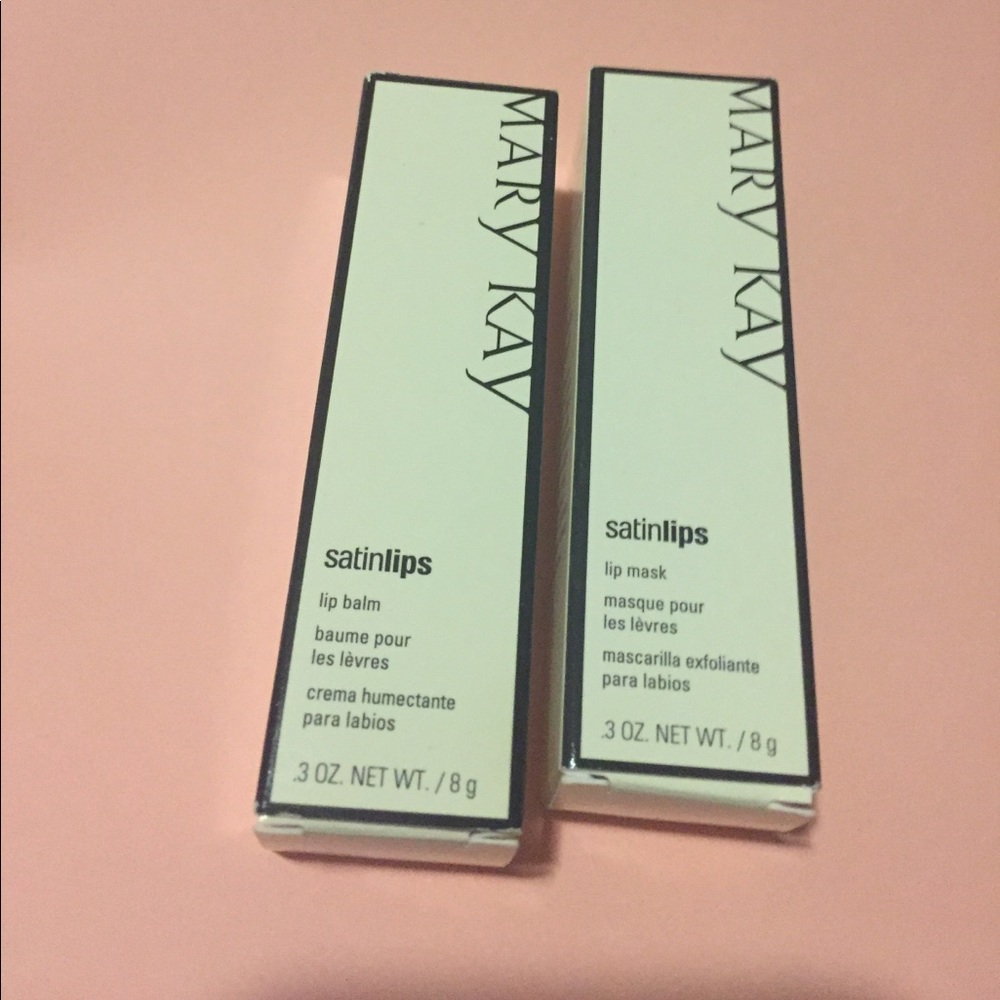 MARY KAY
satinlips
lip balm
baume pour
les lèvres
crema humectante
para labios
.3 OZ. NET WT. / 8 g
MARY KAY
satinlips
lip mask
masque pour
les lèvres
mascarilla exfoliante
para labios
.3 OZ. NET WT. / 8 g